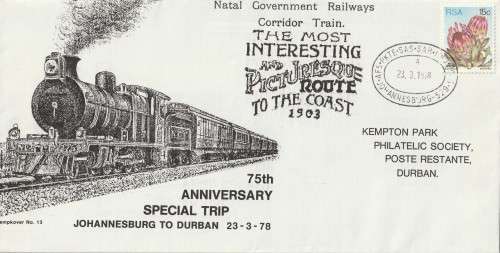 Natal Government Railways
Corridor Train.
THE MOST
INTERESTING
AND
PICTURESQUE
ROUTE
TO THE COAST
1903
RSA 15c
4
23.3.1978
JOHANNESBURG-S.A.R.
KEMPTON PARK
PHILATELIC SOCIETY,
POSTE RESTANTE,
DURBAN.
75th
ANNIVERSARY
SPECIAL TRIP
JOHANNESBURG TO DURBAN 23-3-78
empkover No. 13